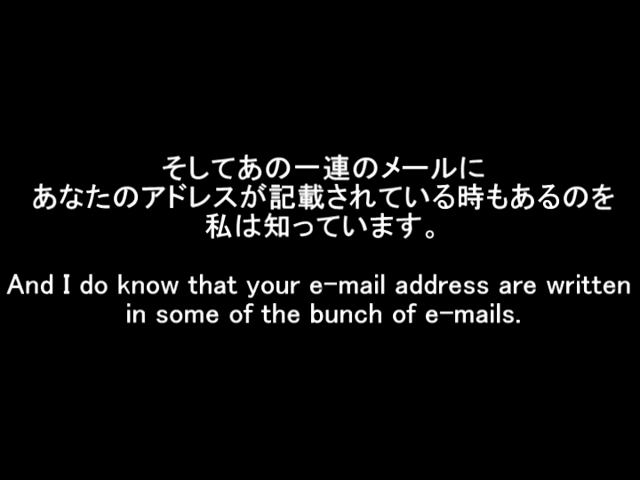 そしてあの一連のメールに
あなたのアドレスが記載されている時もあるのを
私は知っています。
And I do know that your e-mail address are written
in some of the bunch of e-mails.